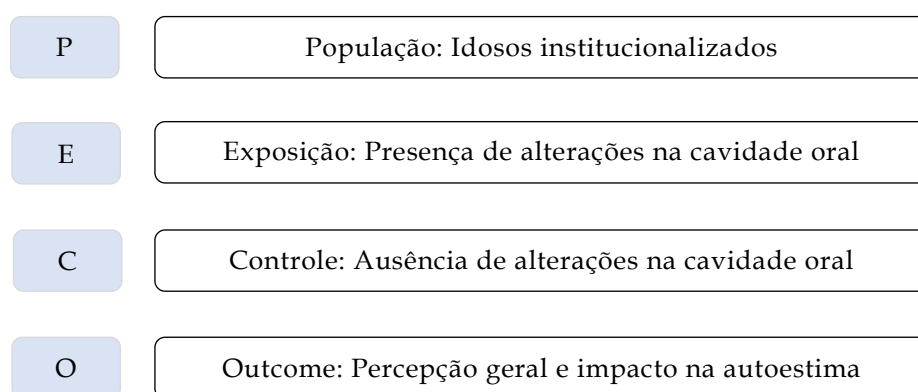 P
População: Idosos institucionalizados
E
Exposição: Presença de alterações na cavidade oral
C
Controle: Ausência de alterações na cavidade oral
O
Outcome: Percepção geral e impacto na autoestima